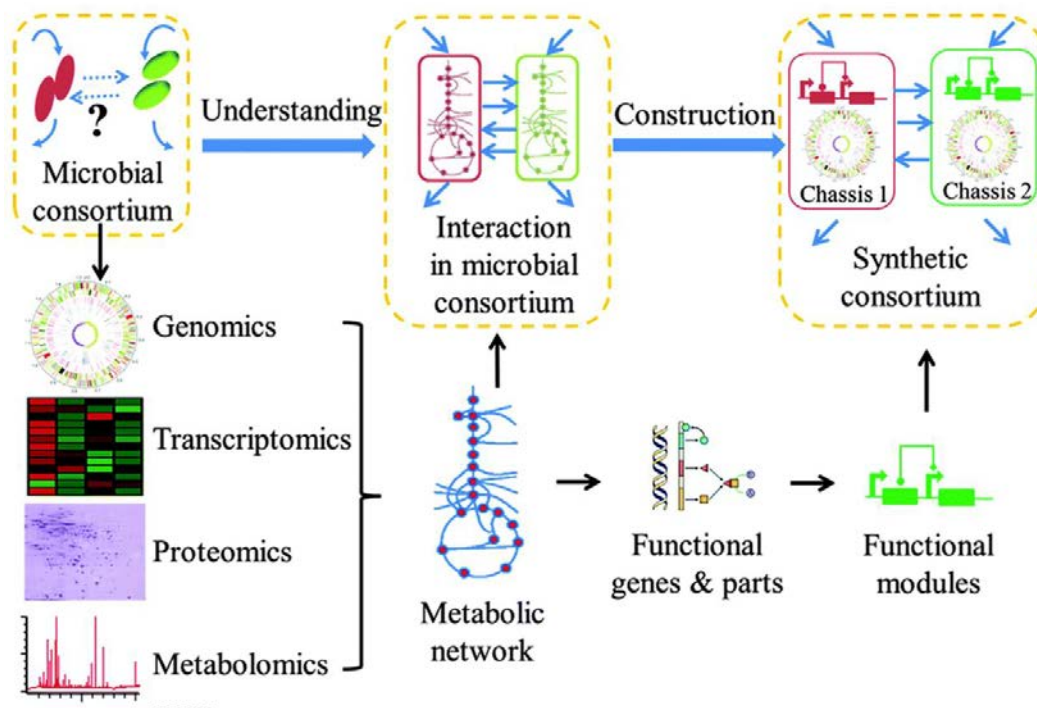 ?
Microbial
consortium
Understanding
Interaction
in microbial
consortium
Construction
Chassis 1
Chassis 2
Synthetic
consortium
Genomics
Transcriptomics
Proteomics
Metabolomics
Metabolic
network
Functional
genes & parts
Functional
modules